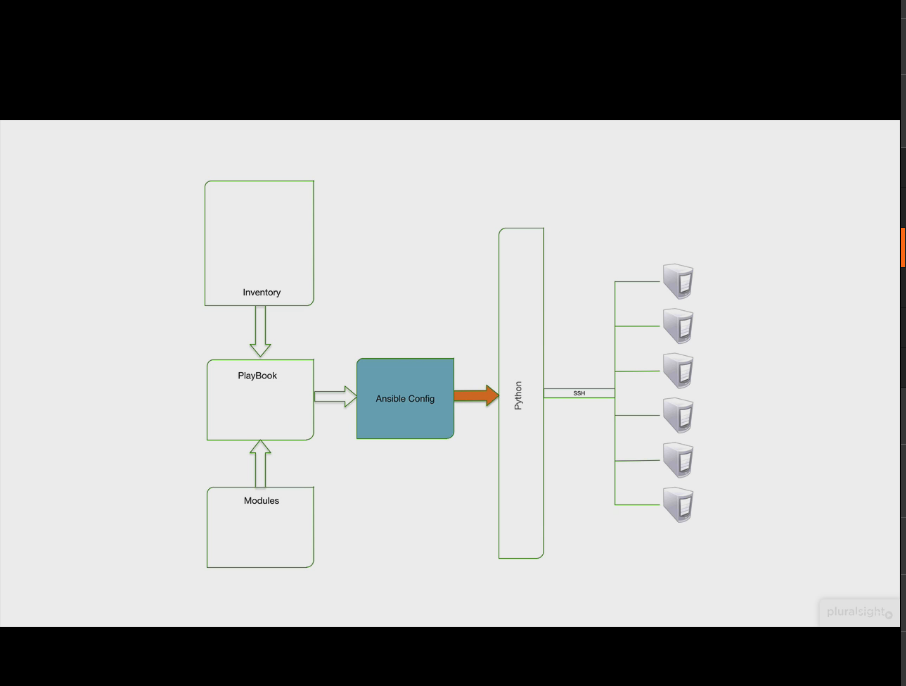 Inventory
PlayBook
Ansible Config
Modules
Python
SSH
pluralsight